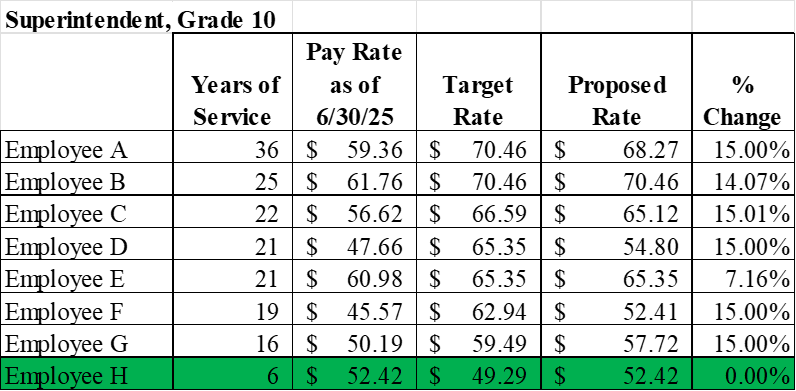 Superintendent, Grade 10
Years of Service Pay Rate as of 6/30/25 Target Rate Proposed Rate % Change
Employee A 36 $ 59.36 $ 70.46 $ 68.27 15.00%
Employee B 25 $ 61.76 $ 70.46 $ 70.46 14.07%
Employee C 22 $ 56.62 $ 66.59 $ 65.12 15.01%
Employee D 21 $ 47.66 $ 65.35 $ 54.80 15.00%
Employee E 21 $ 60.98 $ 65.35 $ 65.35 7.16%
Employee F 19 $ 45.57 $ 62.94 $ 52.41 15.00%
Employee G 16 $ 50.19 $ 59.49 $ 57.72 15.00%
Employee H 6 $ 52.42 $ 49.29 $ 52.42 0.00%